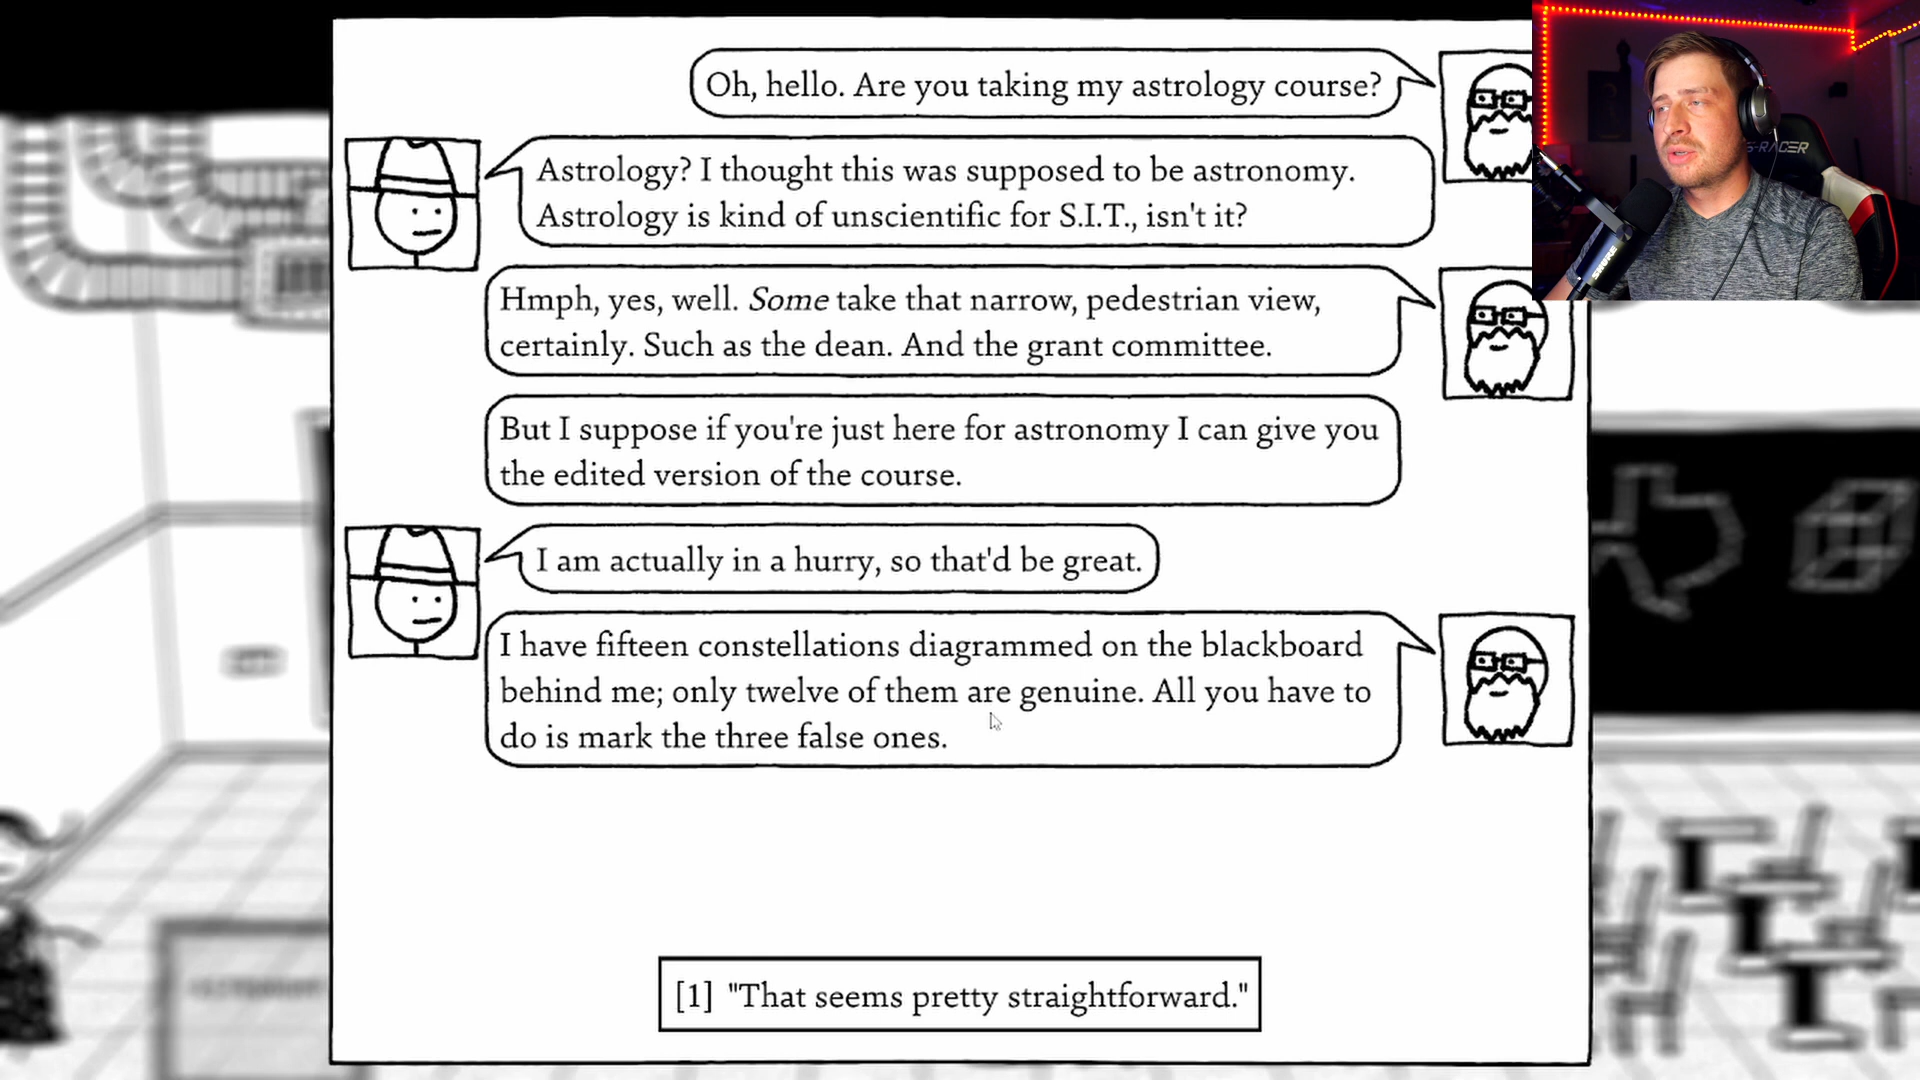 Oh, hello. Are you taking my astrology course?
Astrology? I thought this was supposed to be astronomy.
Astrology is kind of unscientific for S.I.T., isn't it?
Hmph, yes, well. Some take that narrow, pedestrian view,
certainly. Such as the dean. And the grant committee.
But I suppose if you're just here for astronomy I can give you
the edited version of the course.
I am actually in a hurry, so that'd be great.
I have fifteen constellations diagrammed on the blackboard
behind me; only twelve of them are genuine. All you have to
do is mark the three false ones.
[1] "That seems pretty straightforward."